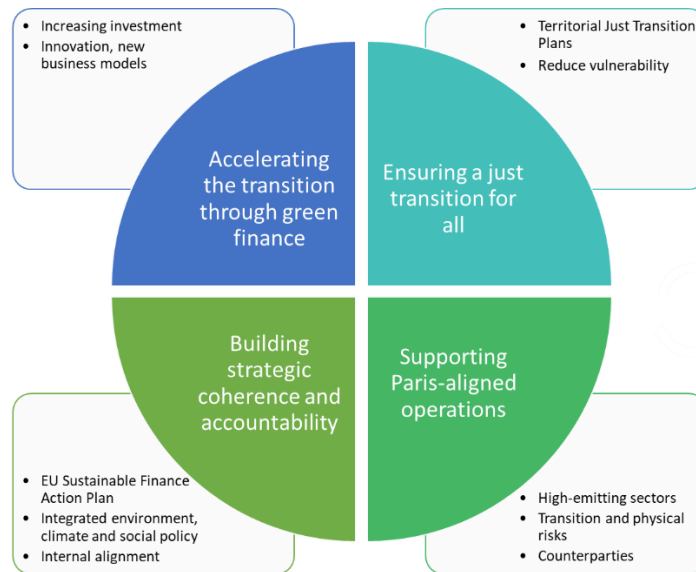 • Increasing investment
• Innovation, new
business models
• Territorial Just Transition
Plans
• Reduce vulnerability
Accelerating
the transition
through green
finance
Ensuring a just
transition for
all
Building
strategic
coherence and
accountability
Supporting
Paris-aligned
operations
• EU Sustainable Finance
Action Plan
• Integrated environment,
climate and social policy
• Internal alignment
• High-emitting sectors
• Transition and physical
risks
• Counterparties